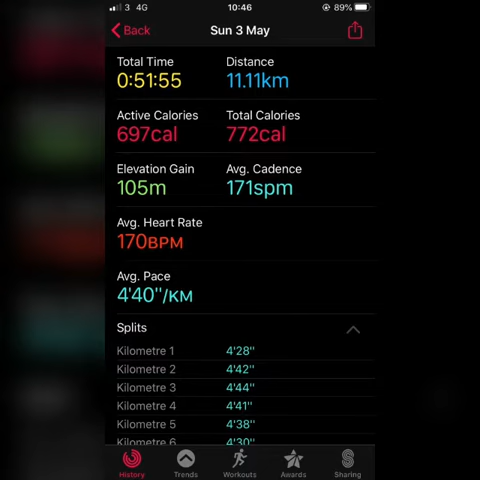 3 4G 10:46 89%
Back Sun 3 May
Total Time Distance
0:51:55 11.11km
Active Calories Total Calories
697cal 772cal
Elevation Gain Avg. Cadence
105m 171spm
Avg. Heart Rate
170BPM
Avg. Pace
4'40''/KM
Splits
Kilometre 1 4'28''
Kilometre 2 4'42''
Kilometre 3 4'44''
Kilometre 4 4'41''
Kilometre 5 4'38''
Kilometre 6 4'30''
History Trends Workouts Awards Sharing